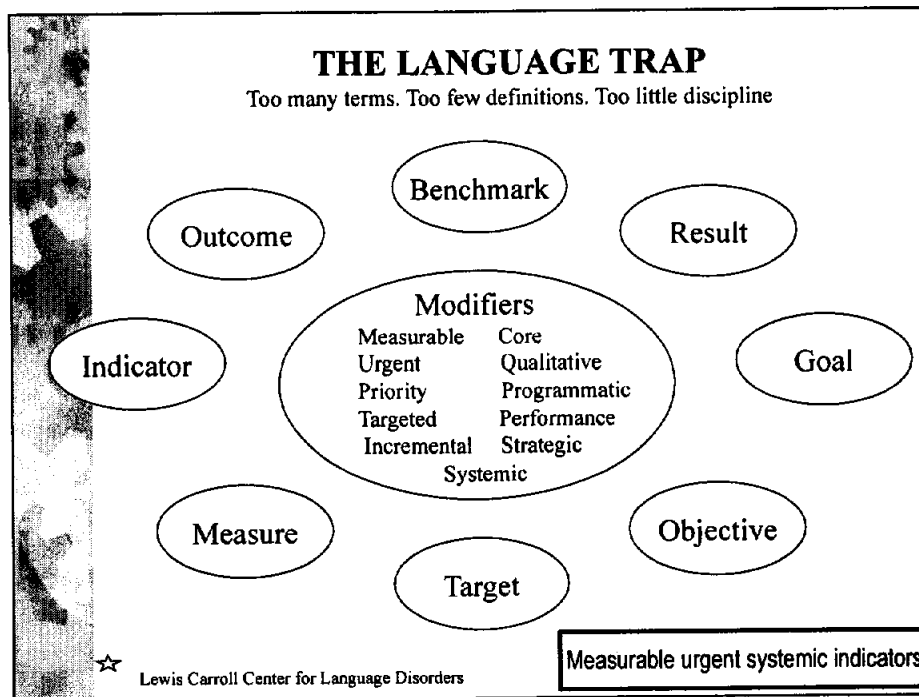 THE LANGUAGE TRAP
Too many terms. Too few definitions. Too little discipline
Benchmark
Outcome
Result
Modifiers
Measurable Core
Urgent Qualitative
Priority Programmatic
Targeted Performance
Incremental Strategic
Systemic
Indicator
Goal
Measure
Objective
Target
Measurable urgent systemic indicators
Lewis Carroll Center for Language Disorders